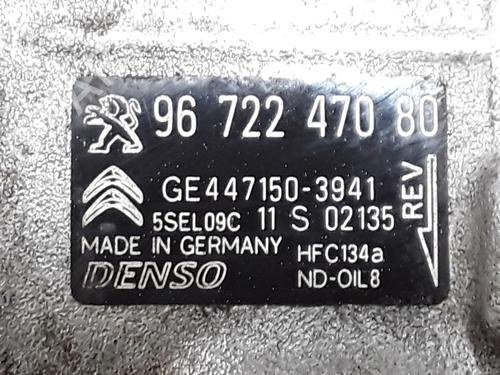 96 722 470 80
GE447150-3941
5SEL09C 11 S 02135
MADE IN GERMANY HFC134a
DENSO ND-OIL8
REV